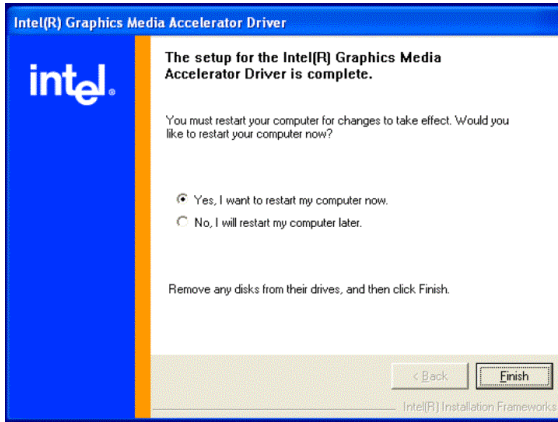 Intel(R) Graphics Media Accelerator Driver
intel.
The setup for the Intel(R) Graphics Media
Accelerator Driver is complete.
You must restart your computer for changes to take effect. Would you
like to restart your computer now?
Yes, I want to restart my computer now.
No, I will restart my computer later.
Remove any disks from their drives, and then click Finish.
< Back
Finish
Intel(R) Installation Frameworks